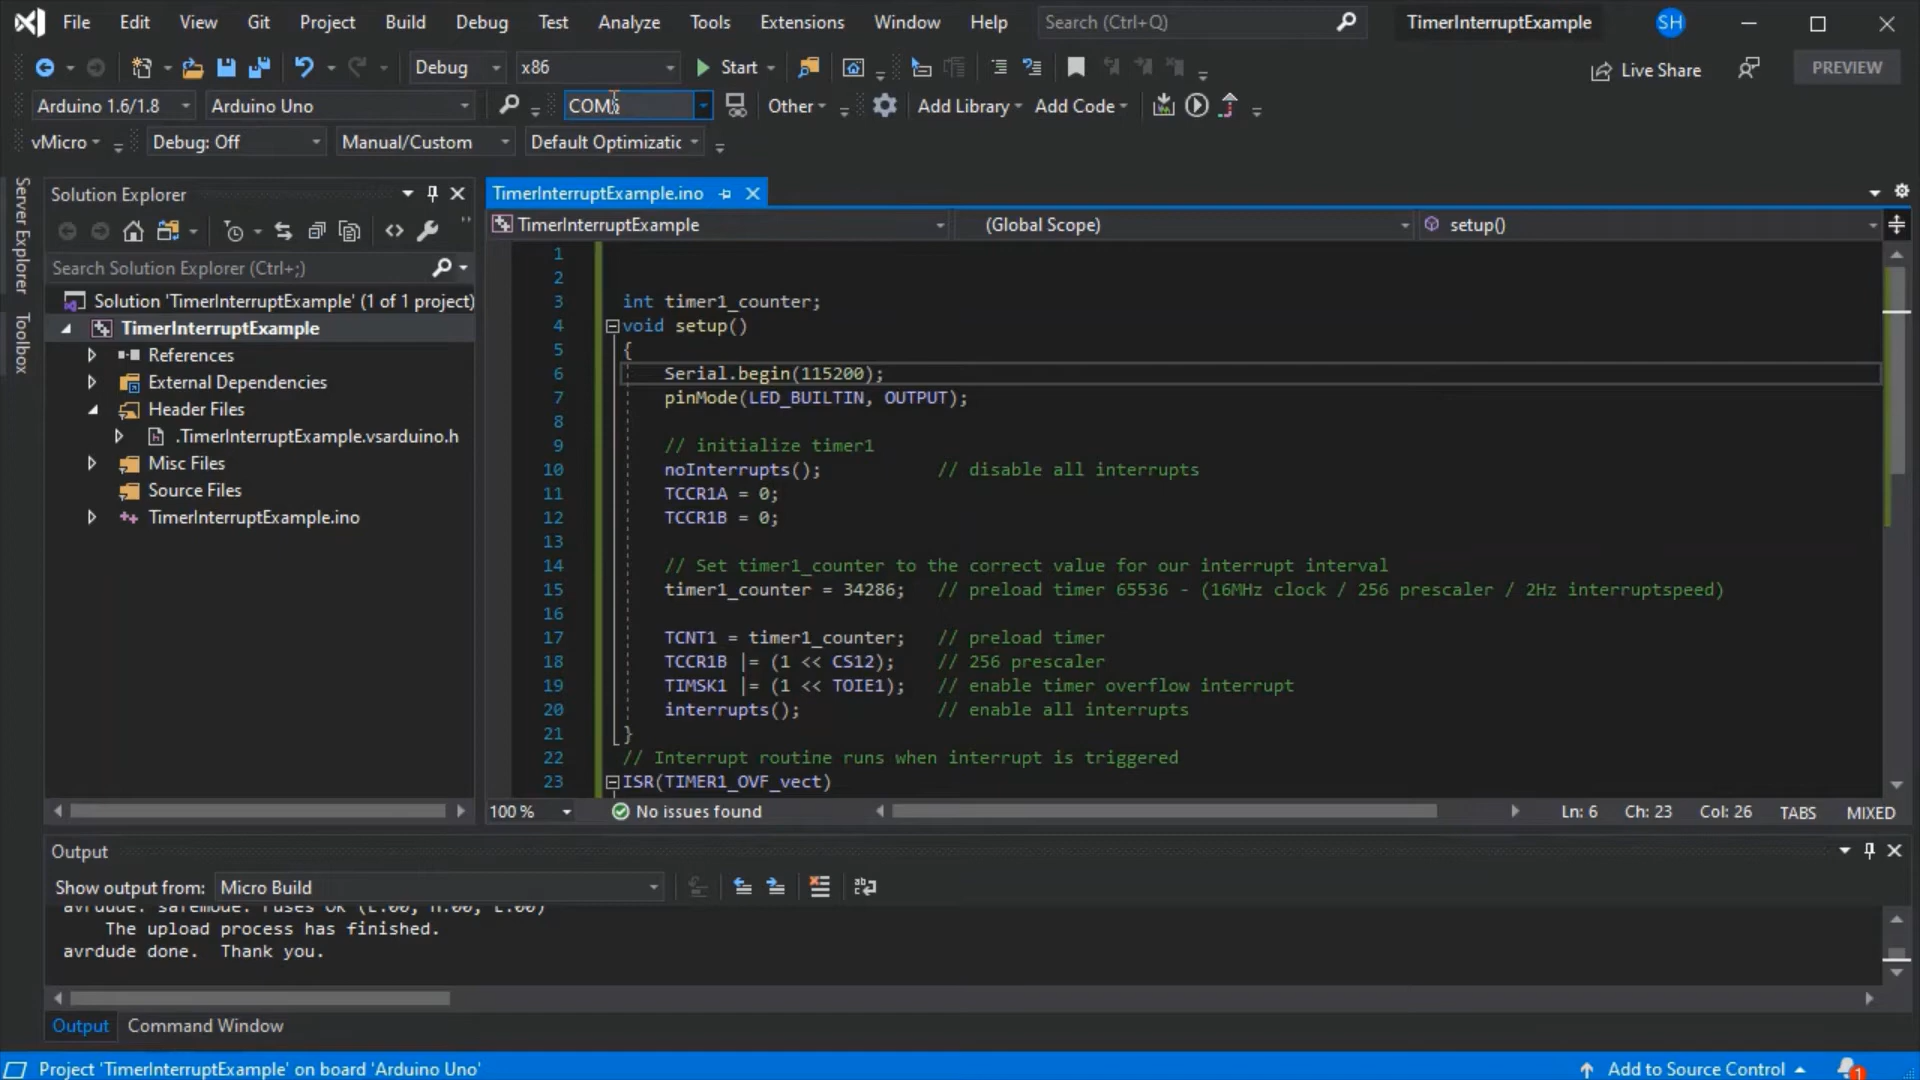 File Edit View Git Project Build Debug Test Analyze Tools Extensions Window Help Search (Ctrl+Q) TimerInterruptExample SH
Debug x86 Start Live Share PREVIEW
Arduino 1.6/1.8 Arduino Uno Other Add Library Add Code
vMicro Debug: Off Manual/Custom Default Optimizatic
Server Explorer
Toolbox
Solution Explorer
Search Solution Explorer (Ctrl+;)
Solution 'TimerInterruptExample' (1 of 1 project)
TimerInterruptExample
References
External Dependencies
Header Files
.TimerInterruptExample.vsarduino.h
Misc Files
Source Files
TimerInterruptExample.ino
TimerInterruptExample.ino
TimerInterruptExample (Global Scope) setup()
1
2
3 int timer1_counter;
4 void setup()
5 {
6 Serial.begin(115200);
7 pinMode(LED_BUILTIN, OUTPUT);
8
9 // initialize timer1
10 noInterrupts(); // disable all interrupts
11 TCCR1A = 0;
12 TCCR1B = 0;
13
14 // Set timer1_counter to the correct value for our interrupt interval
15 timer1_counter = 34286; // preload timer 65536 - (16MHz clock / 256 prescaler / 2Hz interruptspeed)
16
17 TCNT1 = timer1_counter; // preload timer
18 TCCR1B |= (1 << CS12); // 256 prescaler
19 TIMSK1 |= (1 << TOIE1); // enable timer overflow interrupt
20 interrupts(); // enable all interrupts
21 }
22 // Interrupt routine runs when interrupt is triggered
23 ISR(TIMER1_OVF_vect)
100 % No issues found Ln: 6 Ch: 23 Col: 26 TABS MIXED
Output
Show output from: Micro Build
avrdude: safemode: Fuses OK (E:00, H:00, L:00)
The upload process has finished.
avrdude done. Thank you.
Output Command Window
Project 'TimerInterruptExample' on board 'Arduino Uno' Add to Source Control 1